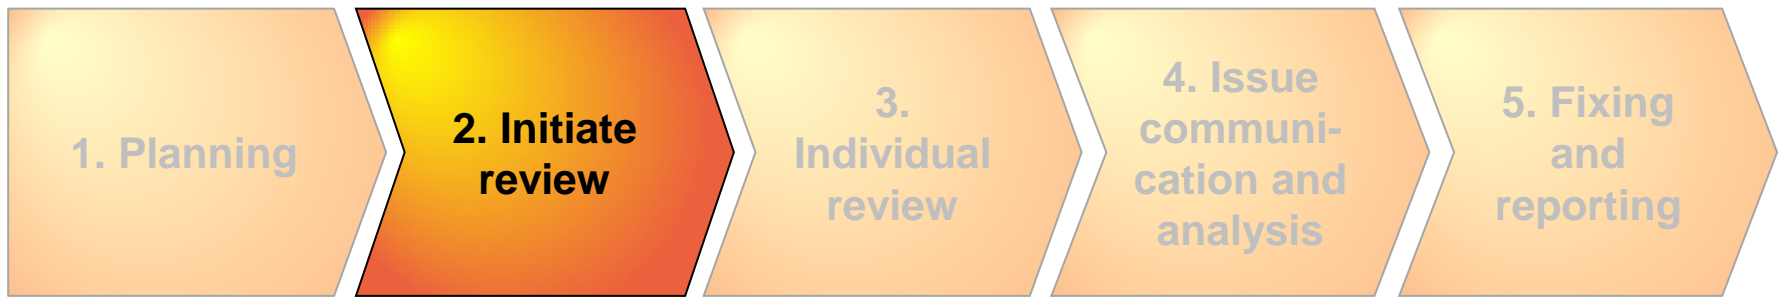 1. Planning
2. Initiate
review
3.
Individual
review
4. Issue
communi-
cation and
analysis
5. Fixing
and
reporting